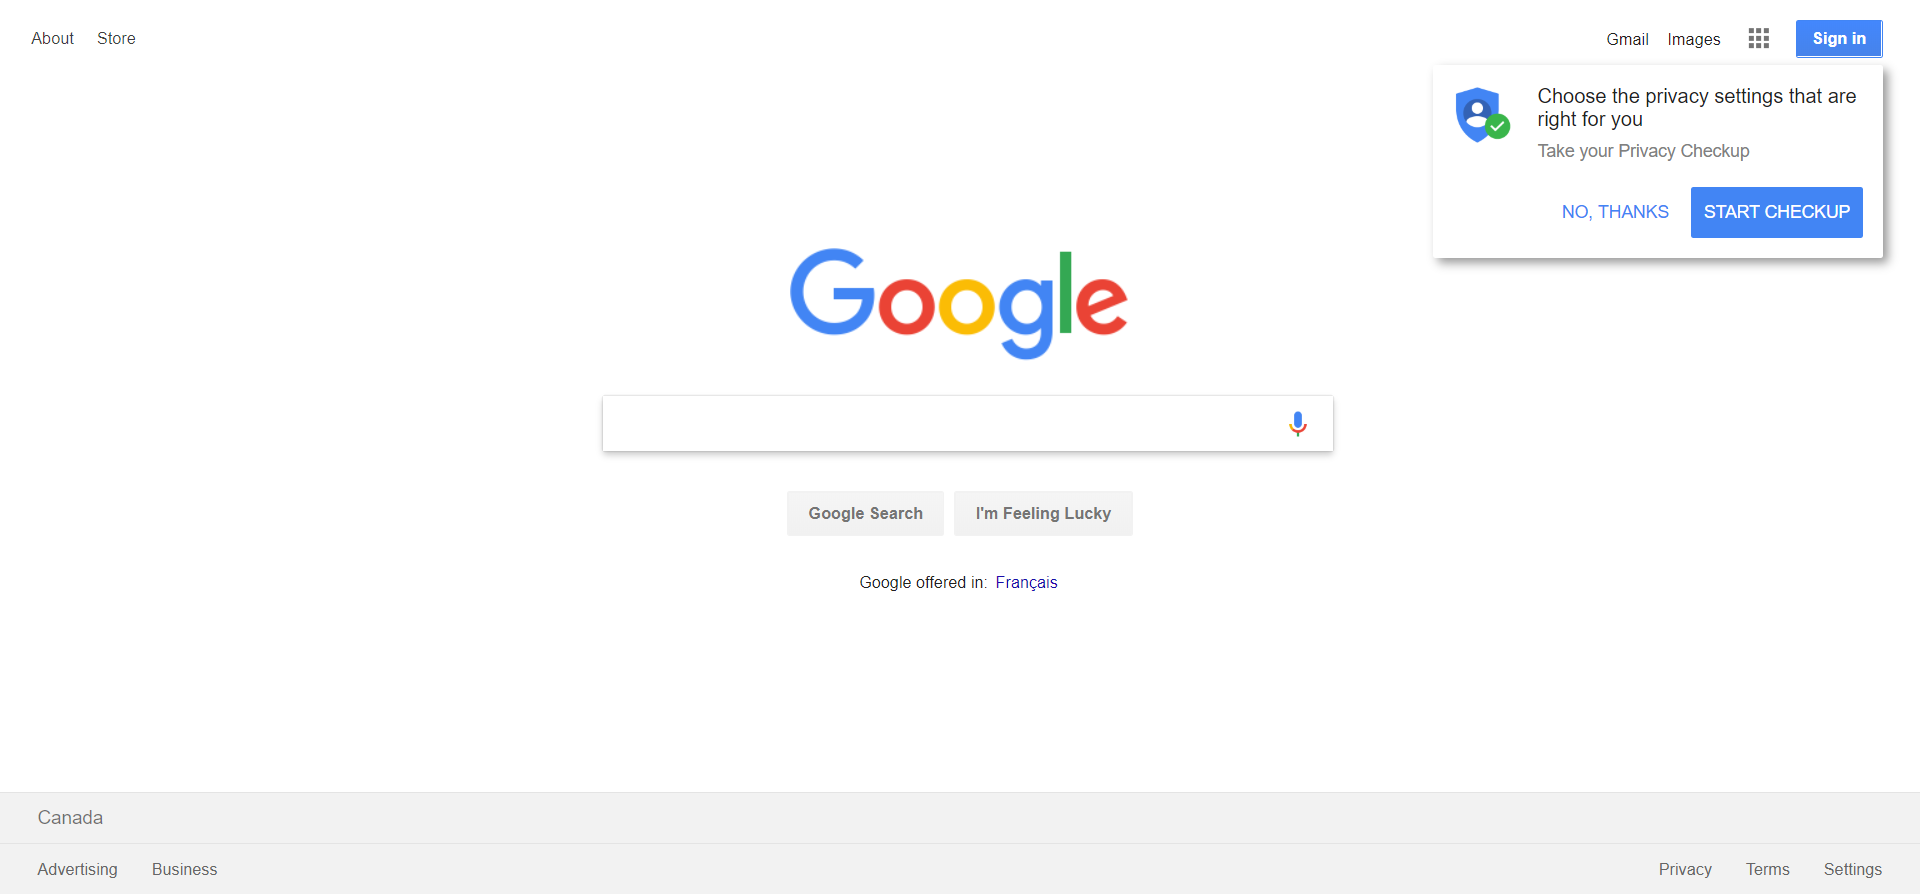 About Store
Gmail Images Sign in
Choose the privacy settings that are
right for you
Take your Privacy Checkup
NO, THANKS START CHECKUP
Google
Google Search I'm Feeling Lucky
Google offered in: Français
Canada
Advertising Business
Privacy Terms Settings